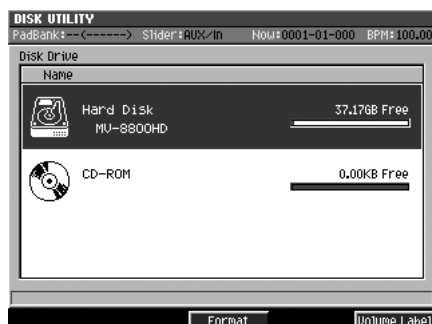 DISK UTILITY
PadBank:--(------) Slider:AUX/In Now:0001-01-000 BPM:100.00
Disk Drive
Name
Hard Disk 37.17GB Free
MV-8800HD
CD-ROM 0.00KB Free
Format Volume Label